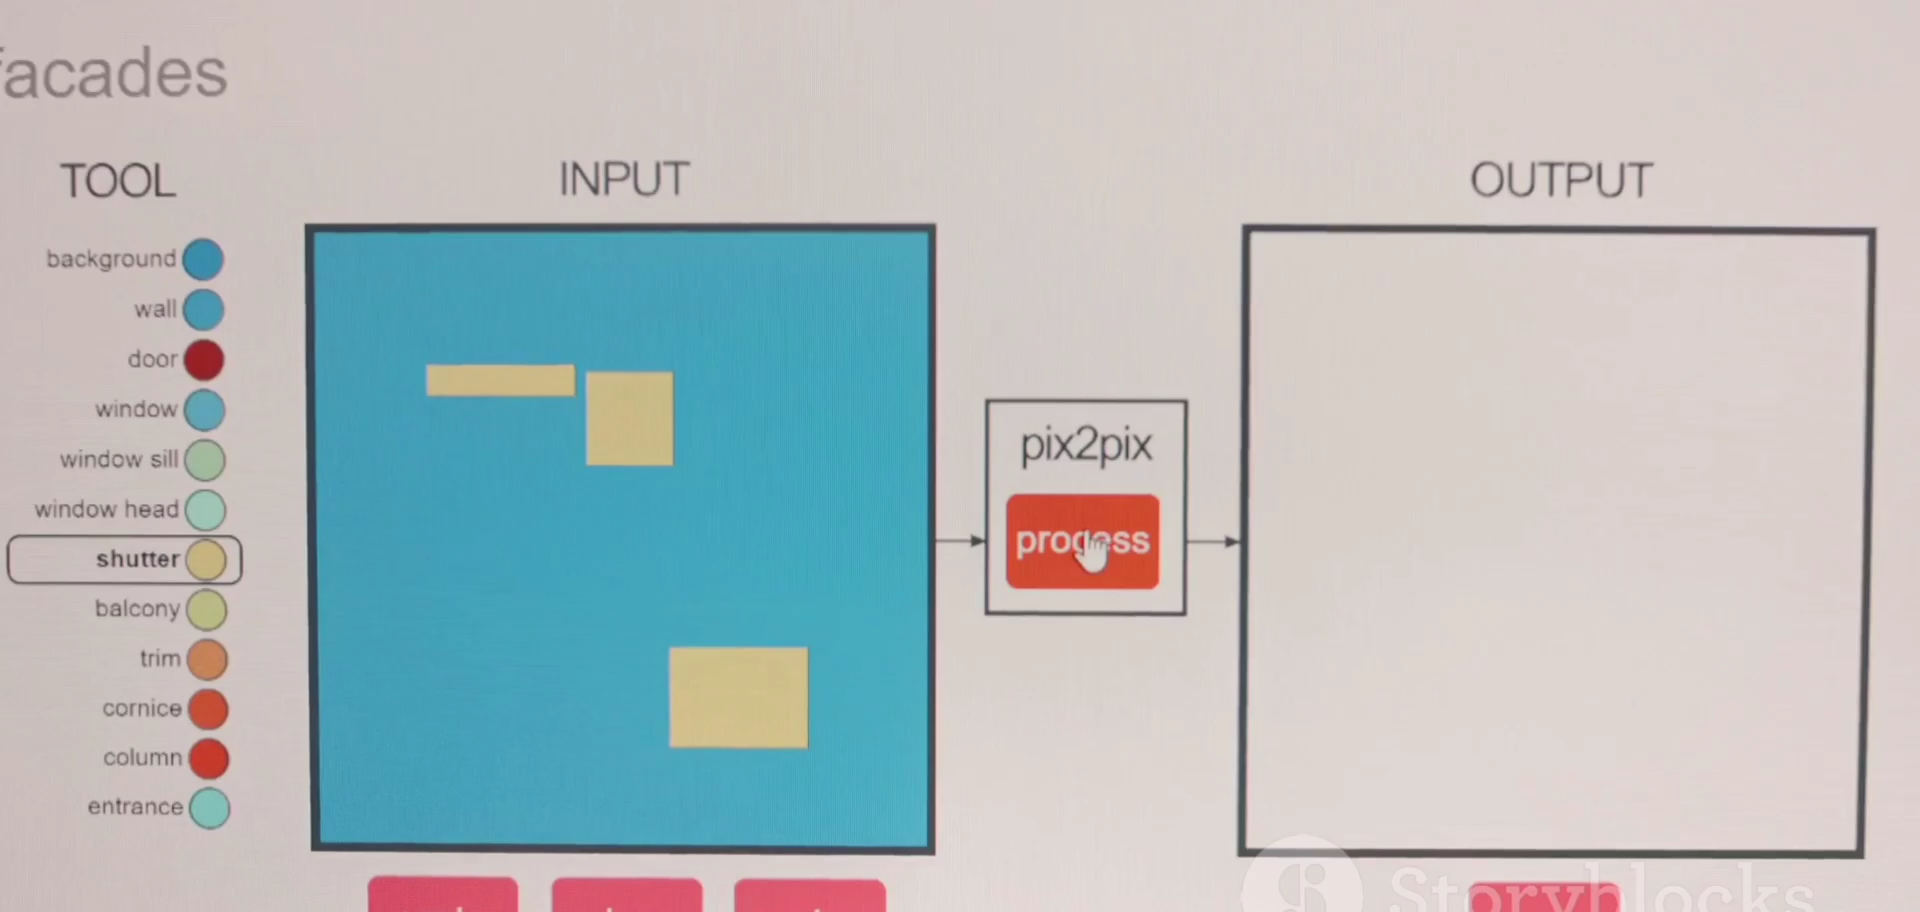 facades
TOOL
INPUT
OUTPUT
background
wall
door
window
window sill
window head
shutter
balcony
trim
cornice
column
entrance
pix2pix
process
Storyblocks